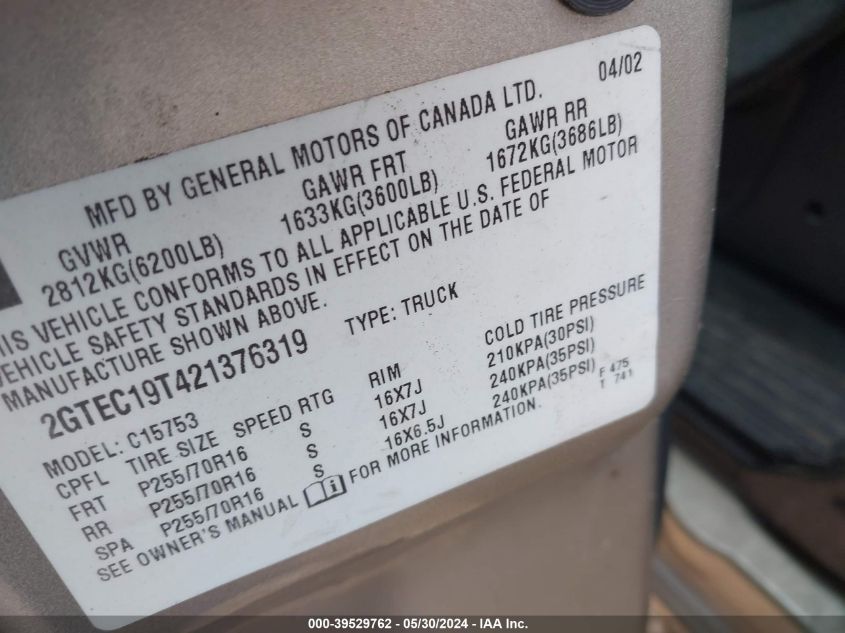 MFD BY GENERAL MOTORS OF CANADA LTD. 04/02
GVWR GAWR FRT GAWR RR
2812KG(6200LB) 1633KG(3600LB) 1672KG(3686LB)
HIS VEHICLE CONFORMS TO ALL APPLICABLE U.S. FEDERAL MOTOR
VEHICLE SAFETY STANDARDS IN EFFECT ON THE DATE OF
MANUFACTURE SHOWN ABOVE.
2GTEC19T421376319 TYPE: TRUCK
MODEL: C15753
CPFL TIRE SIZE SPEED RTG RIM COLD TIRE PRESSURE
FRT P255/70R16 S 16X7J 210KPA(30PSI)
RR P255/70R16 S 16X7J 240KPA(35PSI)
SPA P255/70R16 S 16X6.5J 240KPA(35PSI)
F 475
T 741
SEE OWNER'S MANUAL FOR MORE INFORMATION.
000-39529762 - 05/30/2024 - IAA Inc.